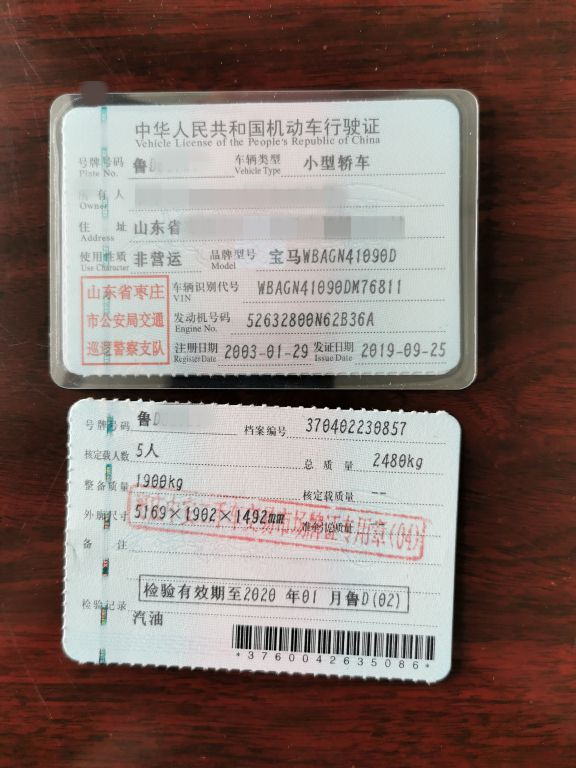 中华人民共和国机动车行驶证
Vehicle License of the People's Republic of China
号牌号码 鲁D 车辆类型 小型轿车
Plate No. Vehicle Type
所有人
Owner
住 址 山东省
Address
使用性质 非营运 品牌型号 宝马WBAGN41090D
Use Character Model
山东省枣庄
市公安局交通
巡逻警察支队
车辆识别代号 WBAGN41090DM76811
VIN
发动机号码 52632800N62B36A
Engine No.
注册日期 2003-01-29 发证日期 2019-09-25
Register Date Issue Date
号牌号码 鲁D 档案编号 370402230857
核定载人数 5人 总 质 量 2480kg
整备质量 1900kg 核定载质量 --
外廓尺寸 5169×1902×1492mm 准牵引总质量
市场牌证专用章(04)
备 注
检验有效期至2020 年01 月鲁D(02)
检验记录
汽油
*3760042635086*